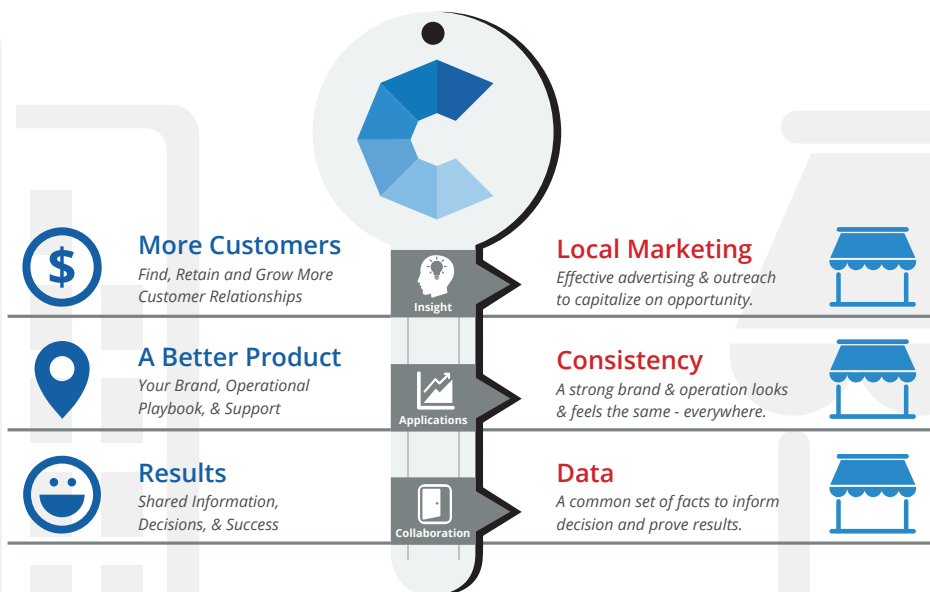 More Customers
Find, Retain and Grow More
Customer Relationships
Insight
Local Marketing
Effective advertising & outreach
to capitalize on opportunity.
A Better Product
Your Brand, Operational
Playbook, & Support
Applications
Consistency
A strong brand & operation looks
& feels the same - everywhere.
Results
Shared Information,
Decisions, & Success
Collaboration
Data
A common set of facts to inform
decision and prove results.